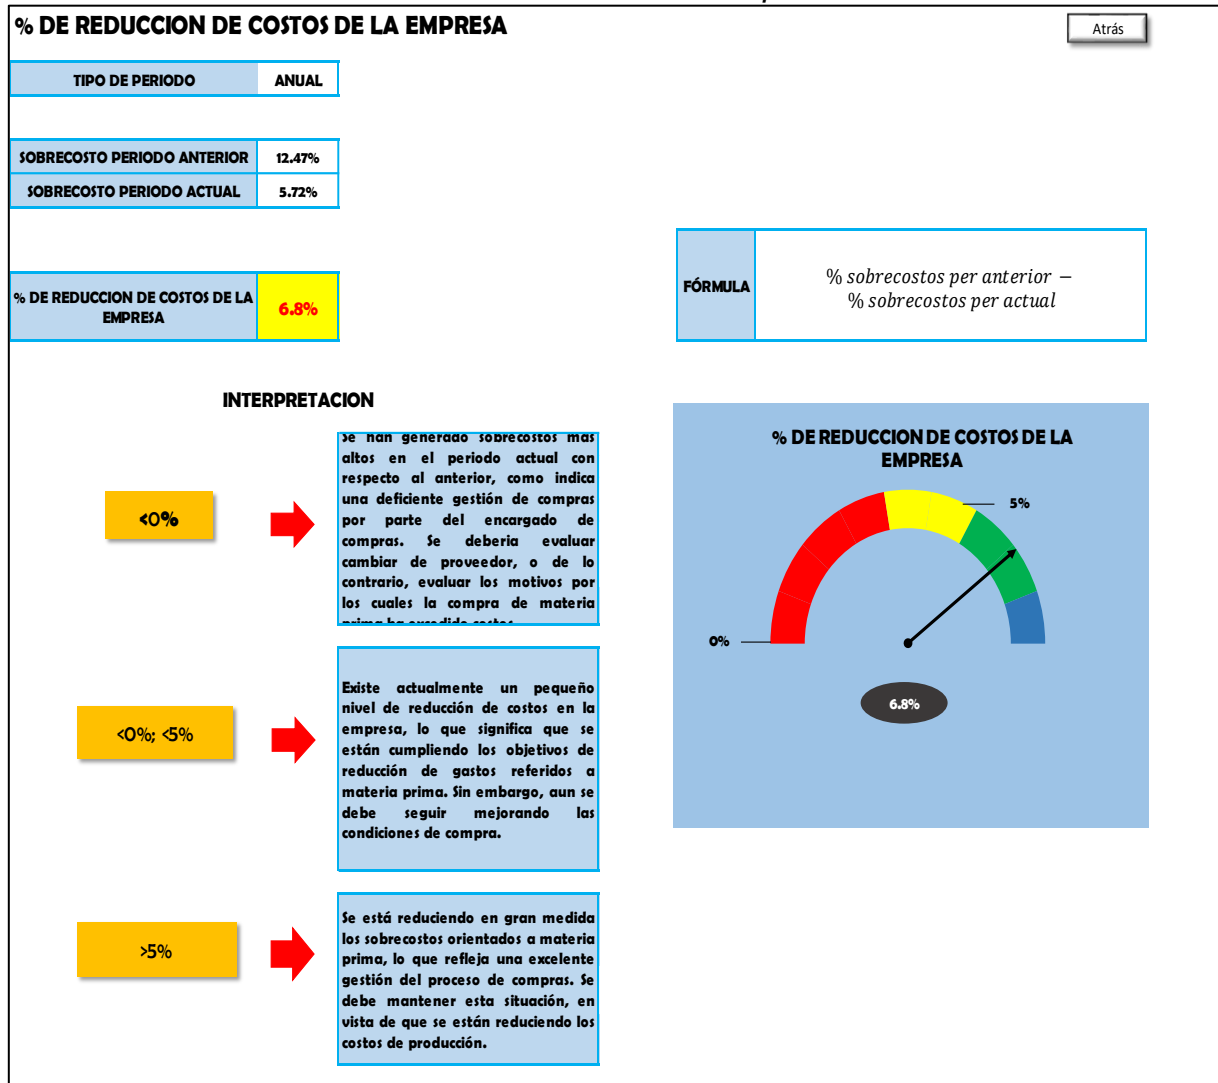 % DE REDUCCION DE COSTOS DE LA EMPRESA
Atrás
TIPO DE PERIODO ANUAL
SOBRECOSTO PERIODO ANTERIOR 12.47%
SOBRECOSTO PERIODO ACTUAL 5.72%
% DE REDUCCION DE COSTOS DE LA
EMPRESA
6.8%
FÓRMULA
% sobrecostos per anterior −
% sobrecostos per actual
INTERPRETACION
<0%
Se han generado sobrecostos más
altos en el periodo actual con
respecto al anterior, como indica
una deficiente gestión de compras
por parte del encargado de
compras. Se deberia evaluar
cambiar de proveedor, o de lo
contrario, evaluar los motivos por
los cuales la compra de materia
prima ha excedido costos.
<0%; <5%
Existe actualmente un pequeño
nivel de reducción de costos en la
empresa, lo que significa que se
están cumpliendo los objetivos de
reducción de gastos referidos a
materia prima. Sin embargo, aun se
debe seguir mejorando las
condiciones de compra.
>5%
Se está reduciendo en gran medida
los sobrecostos orientados a materia
prima, lo que refleja una excelente
gestión del proceso de compras. Se
debe mantener esta situación, en
vista de que se están reduciendo los
costos de producción.
% DE REDUCCION DE COSTOS DE LA
EMPRESA
5%
0%
6.8%